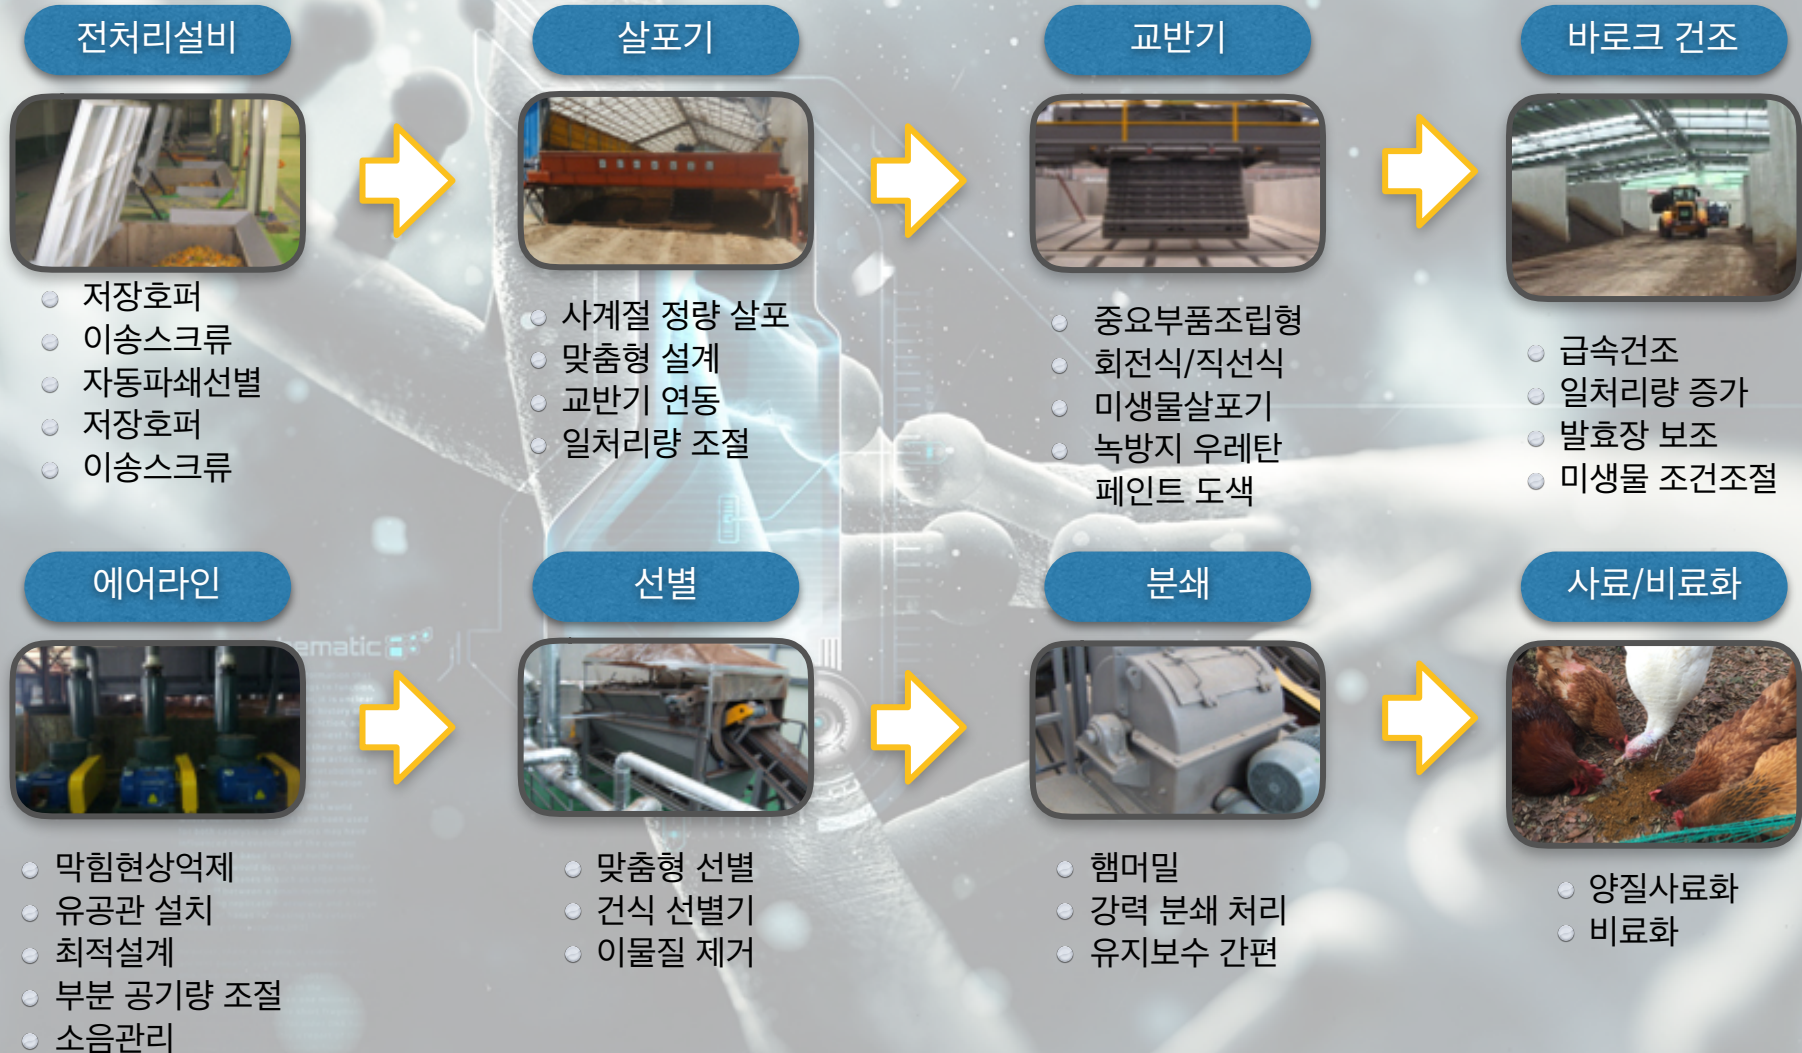 전처리설비
저장호퍼
이송스크류
자동파쇄선별
저장호퍼
이송스크류
살포기
사계절 정량 살포
맞춤형 설계
교반기 연동
일처리량 조절
교반기
중요부품조립형
회전식/직선식
미생물살포기
녹방지 우레탄
페인트 도색
바로크 건조
급속건조
일처리량 증가
발효장 보조
미생물 조건조절
에어라인
막힘현상억제
유공관 설치
최적설계
부분 공기량 조절
소음관리
선별
맞춤형 선별
건식 선별기
이물질 제거
분쇄
햄머밀
강력 분쇄 처리
유지보수 간편
사료/비료화
양질사료화
비료화